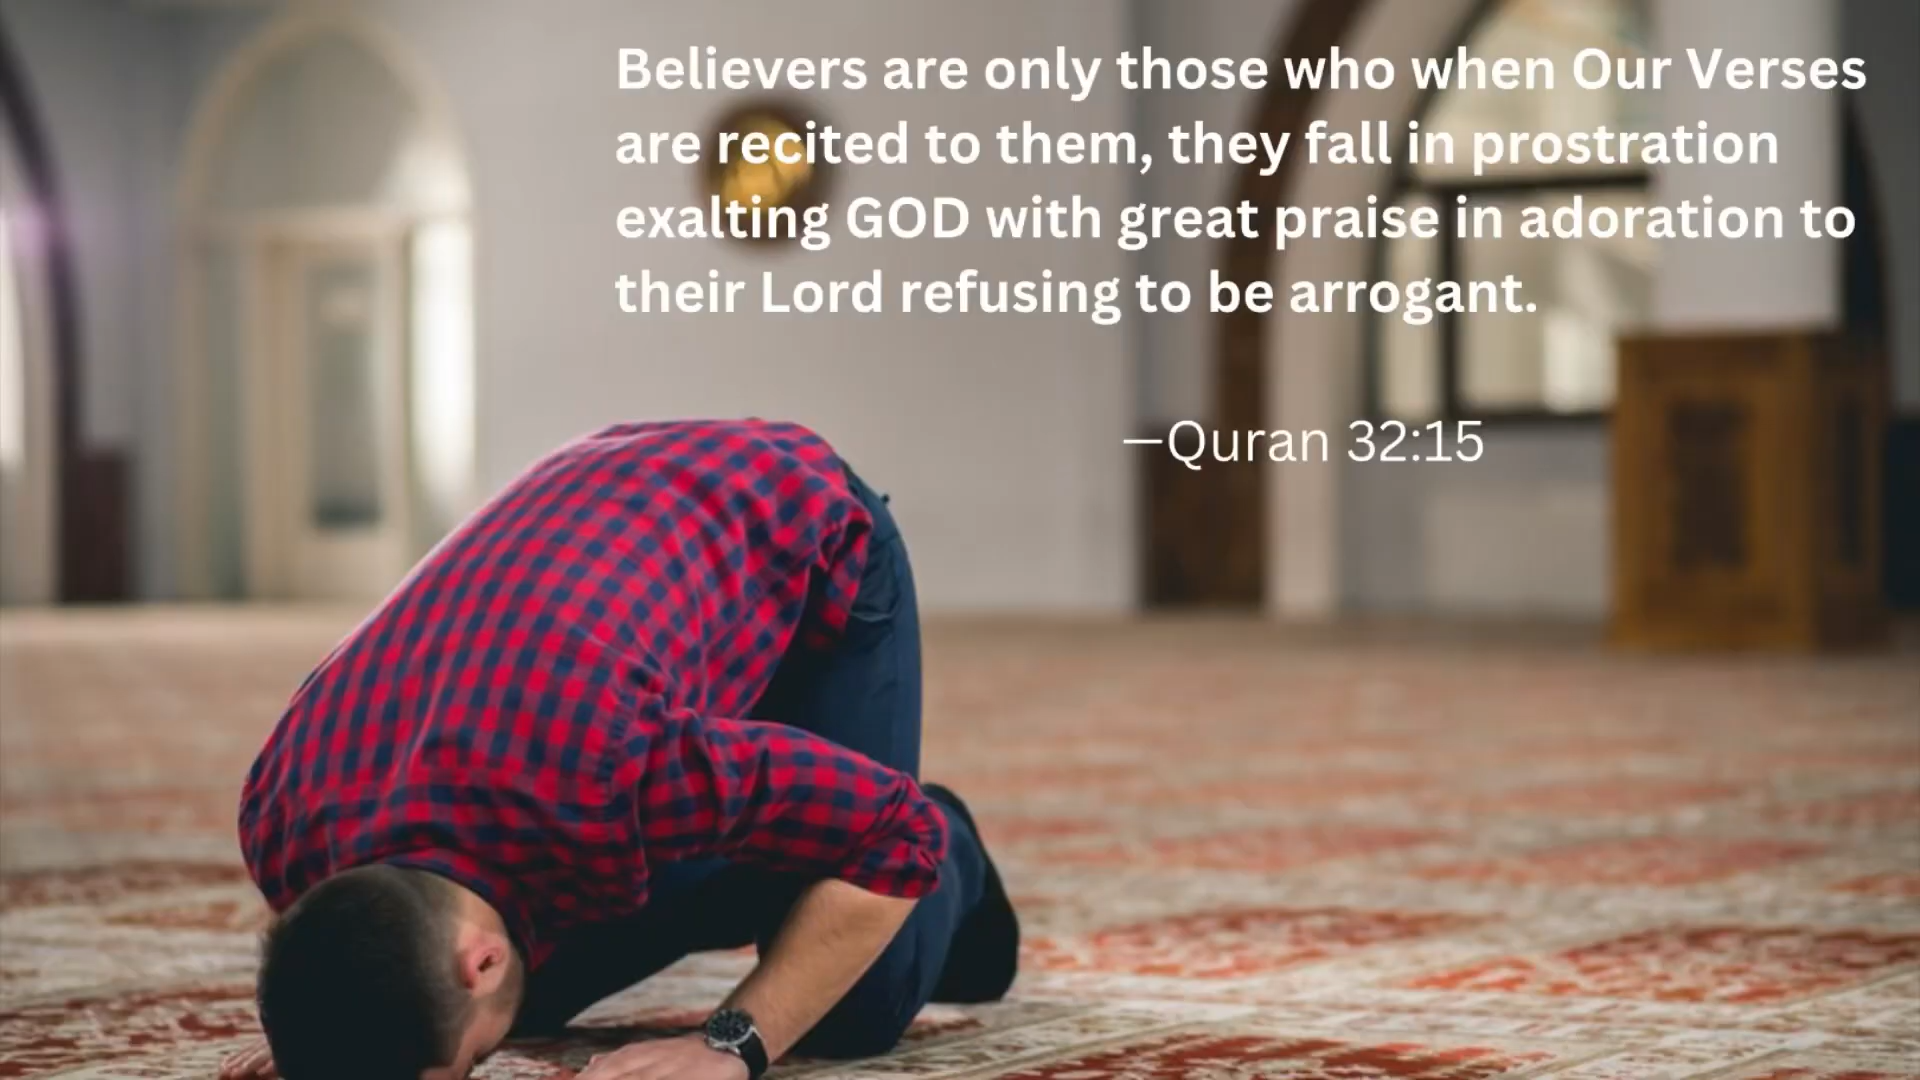 Believers are only those who when Our Verses
are recited to them, they fall in prostration
exalting GOD with great praise in adoration to
their Lord refusing to be arrogant.
—Quran 32:15